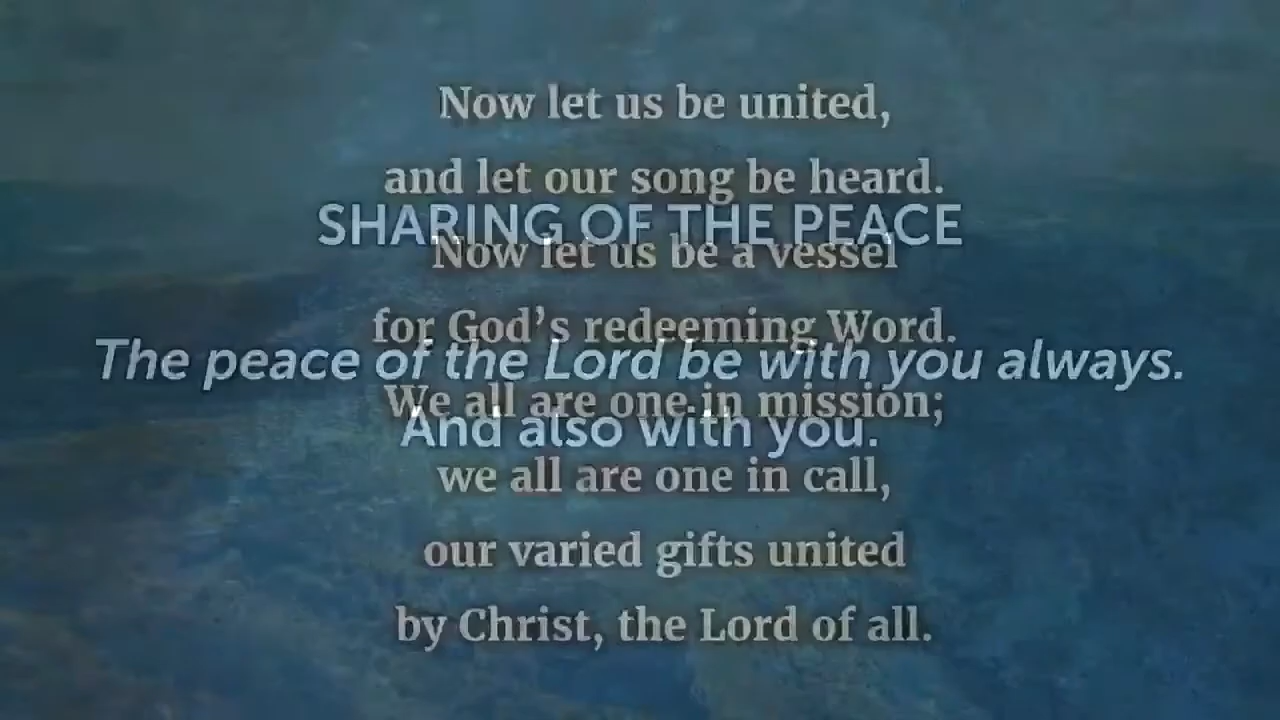 Now let us be united,
and let our song be heard.
SHARING OF THE PEACE
Now let us be a vessel
for God’s redeeming Word.
The peace of the Lord be with you always.
We all are one in mission;
And also with you.
we all are one in call,
our varied gifts united
by Christ, the Lord of all.